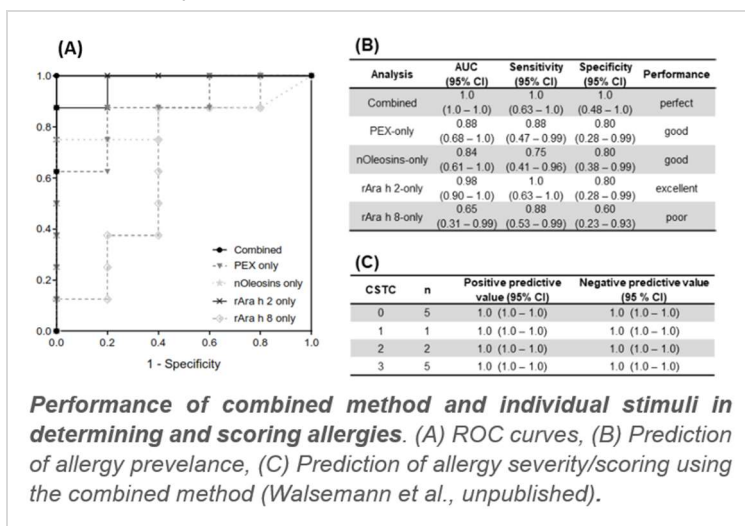 (A)
1.0
0.8
0.6
0.4
0.2
0.0
0.0 0.2 0.4 0.6 0.8 1.0
1 - Specificity
Combined
PEX only
nOleosins only
rAra h 2 only
rAra h 8 only
(B)
Analysis AUC (95% CI) Sensitivity (95% CI) Specificity (95% CI) Performance
Combined 1.0 (1.0 – 1.0) 1.0 (0.63 – 1.0) 1.0 (0.48 – 1.0) perfect
PEX-only 0.88 (0.68 – 1.0) 0.88 (0.47 – 0.99) 0.80 (0.28 – 0.99) good
nOleosins-only 0.84 (0.61 – 1.0) 0.75 (0.41 – 0.96) 0.80 (0.38 – 0.99) good
rAra h 2-only 0.98 (0.90 – 1.0) 1.0 (0.63 – 1.0) 0.80 (0.28 – 0.99) excellent
rAra h 8-only 0.65 (0.31 – 0.99) 0.88 (0.53 – 0.99) 0.60 (0.23 – 0.93) poor
(C)
CSTC n Positive predictive value (95% CI) Negative predictive value (95 % CI)
0 5 1.0 (1.0 – 1.0) 1.0 (1.0 – 1.0)
1 1 1.0 (1.0 – 1.0) 1.0 (1.0 – 1.0)
2 2 1.0 (1.0 – 1.0) 1.0 (1.0 – 1.0)
3 5 1.0 (1.0 – 1.0) 1.0 (1.0 – 1.0)
Performance of combined method and individual stimuli in
determining and scoring allergies. (A) ROC curves, (B) Prediction
of allergy prevelance, (C) Prediction of allergy severity/scoring using
the combined method (Walsemann et al., unpublished).